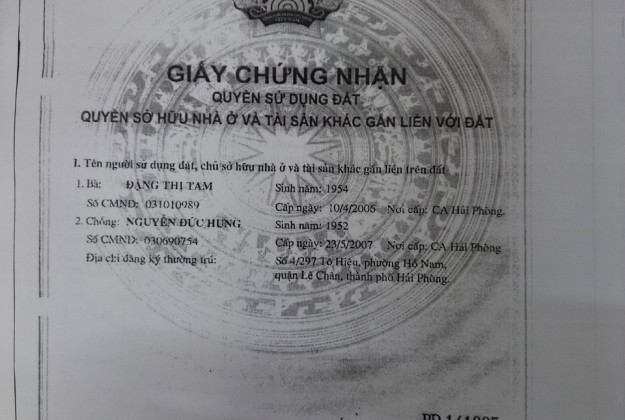 GIẤY CHỨNG NHẬN
QUYỀN SỬ DỤNG ĐẤT
QUYỀN SỞ HỮU NHÀ Ở VÀ TÀI SẢN KHÁC GẮN LIỀN VỚI ĐẤT
I. Tên người sử dụng đất, chủ sở hữu nhà ở và tài sản khác gắn liền trên đất
1. Bà: ĐẶNG THỊ TAM Sinh năm: 1954
Số CMND: 031010989 Cấp ngày: 10/4/2005 Nơi cấp: CA Hải Phòng.
2. Chồng: NGUYỄN ĐỨC HÙNG Sinh năm: 1952
Số CMND: 030690754 Cấp ngày: 23/5/2007 Nơi cấp: CA Hải Phòng
Địa chỉ đăng ký thường trú: Số 4/297 Tô Hiệu, phường Hồ Nam,
quận Lê Chân, thành phố Hải Phòng.